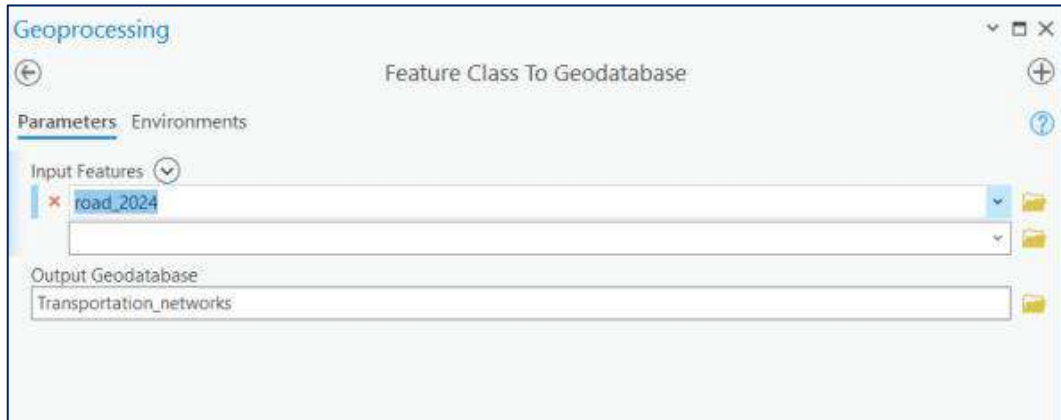 Geoprocessing
Feature Class To Geodatabase
Parameters Environments
Input Features
road_2024
Output Geodatabase
Transportation_networks